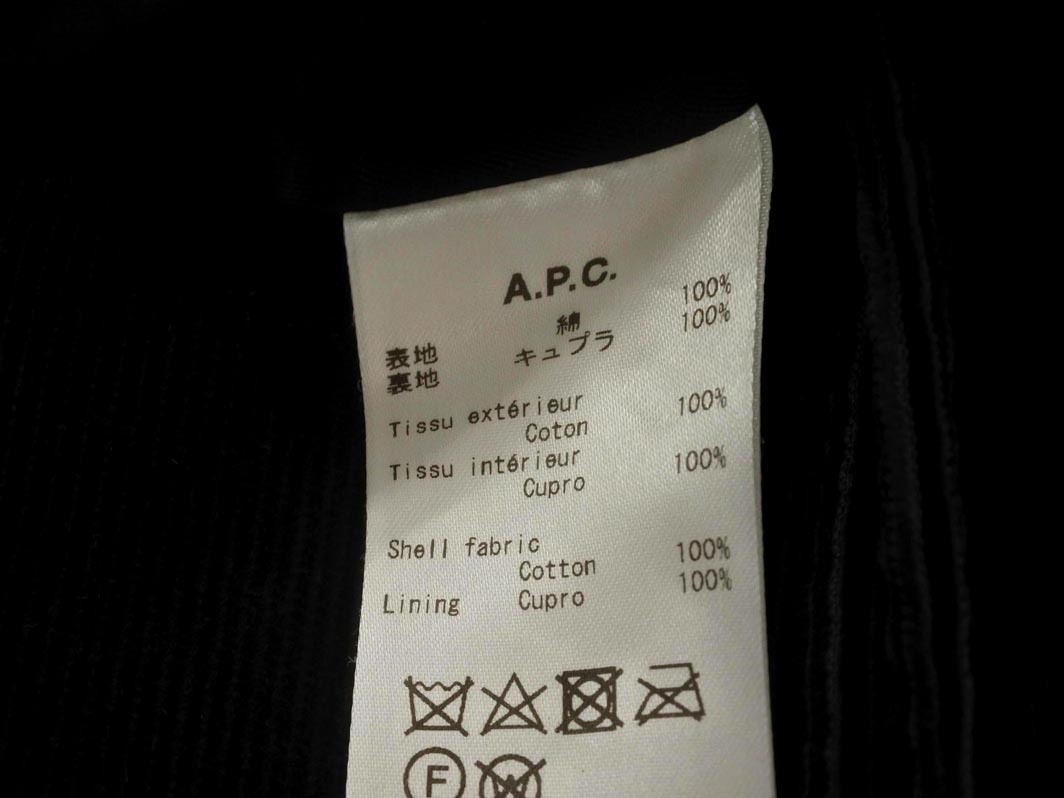 A.P.C.
表地 綿 100%
裏地 キュプラ 100%
Tissu extérieur
Coton 100%
Tissu intérieur
Cupro 100%
Shell fabric
Cotton 100%
Lining Cupro 100%
F W